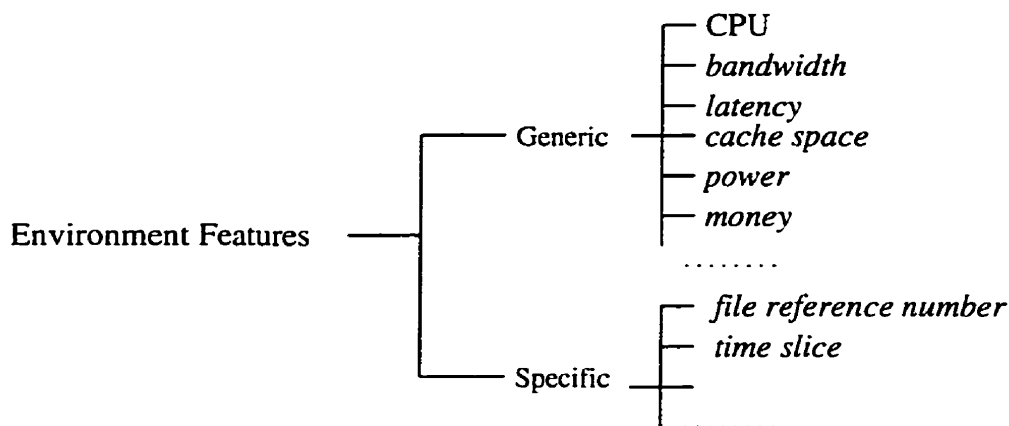 Environment Features
Generic
CPU
bandwidth
latency
cache space
power
money
........
Specific
file reference number
time slice